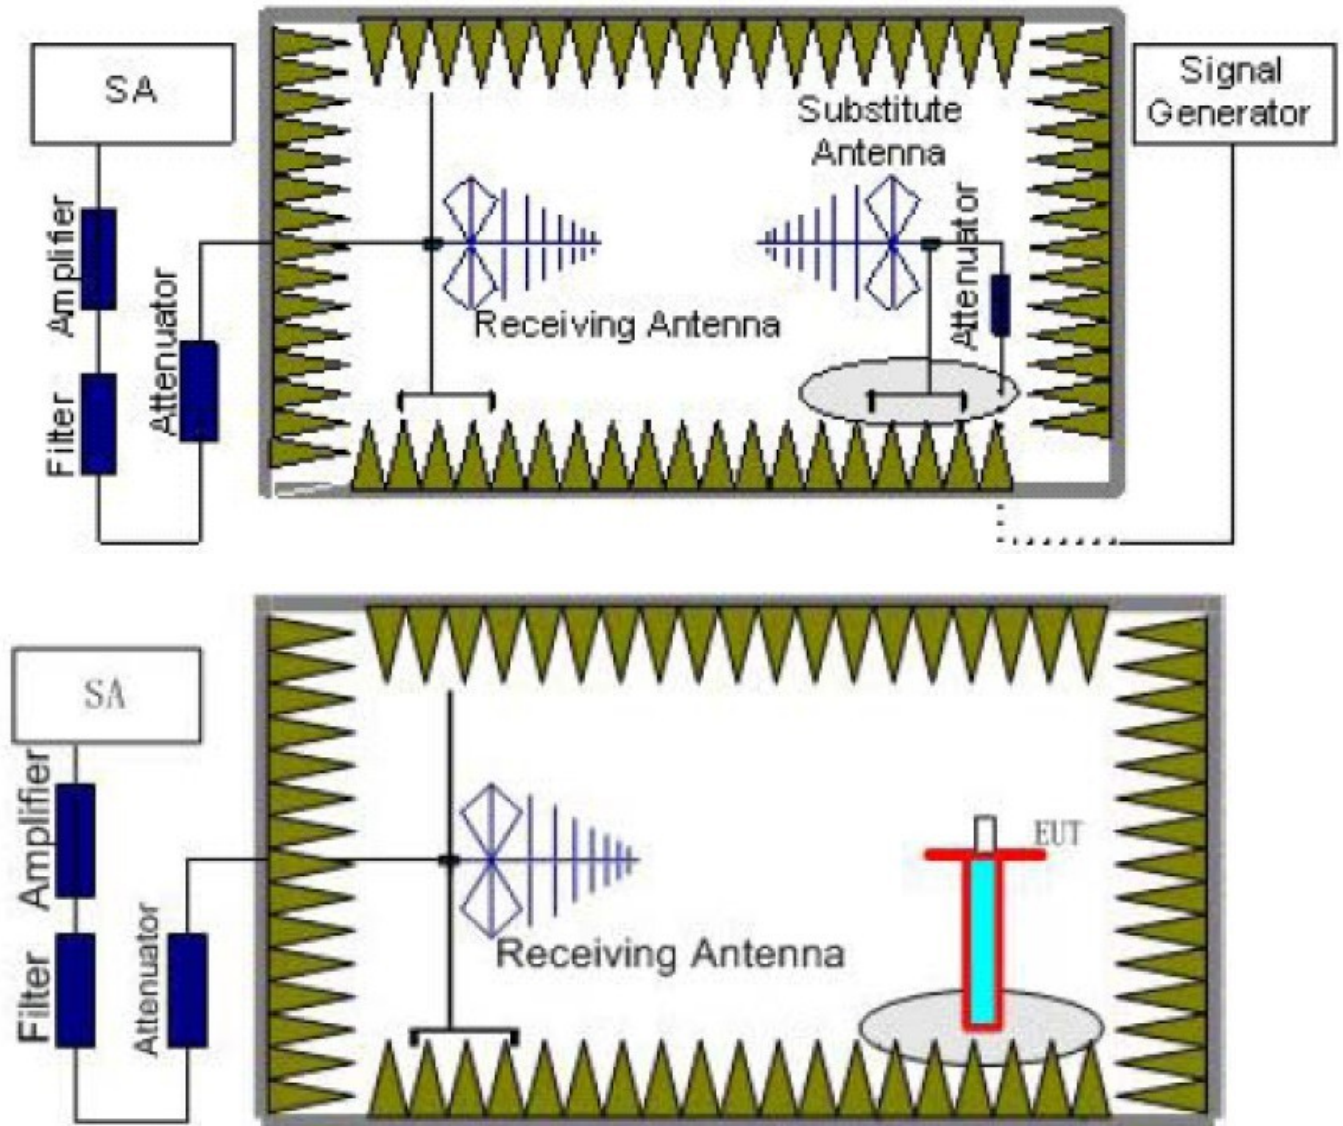 SA
Signal
Generator
Substitute
Antenna
Amplifier
Attenuator
Attenuator
Receiving Antenna
Filter
SA
Amplifier
EUT
Attenuator
Filter
Receiving Antenna